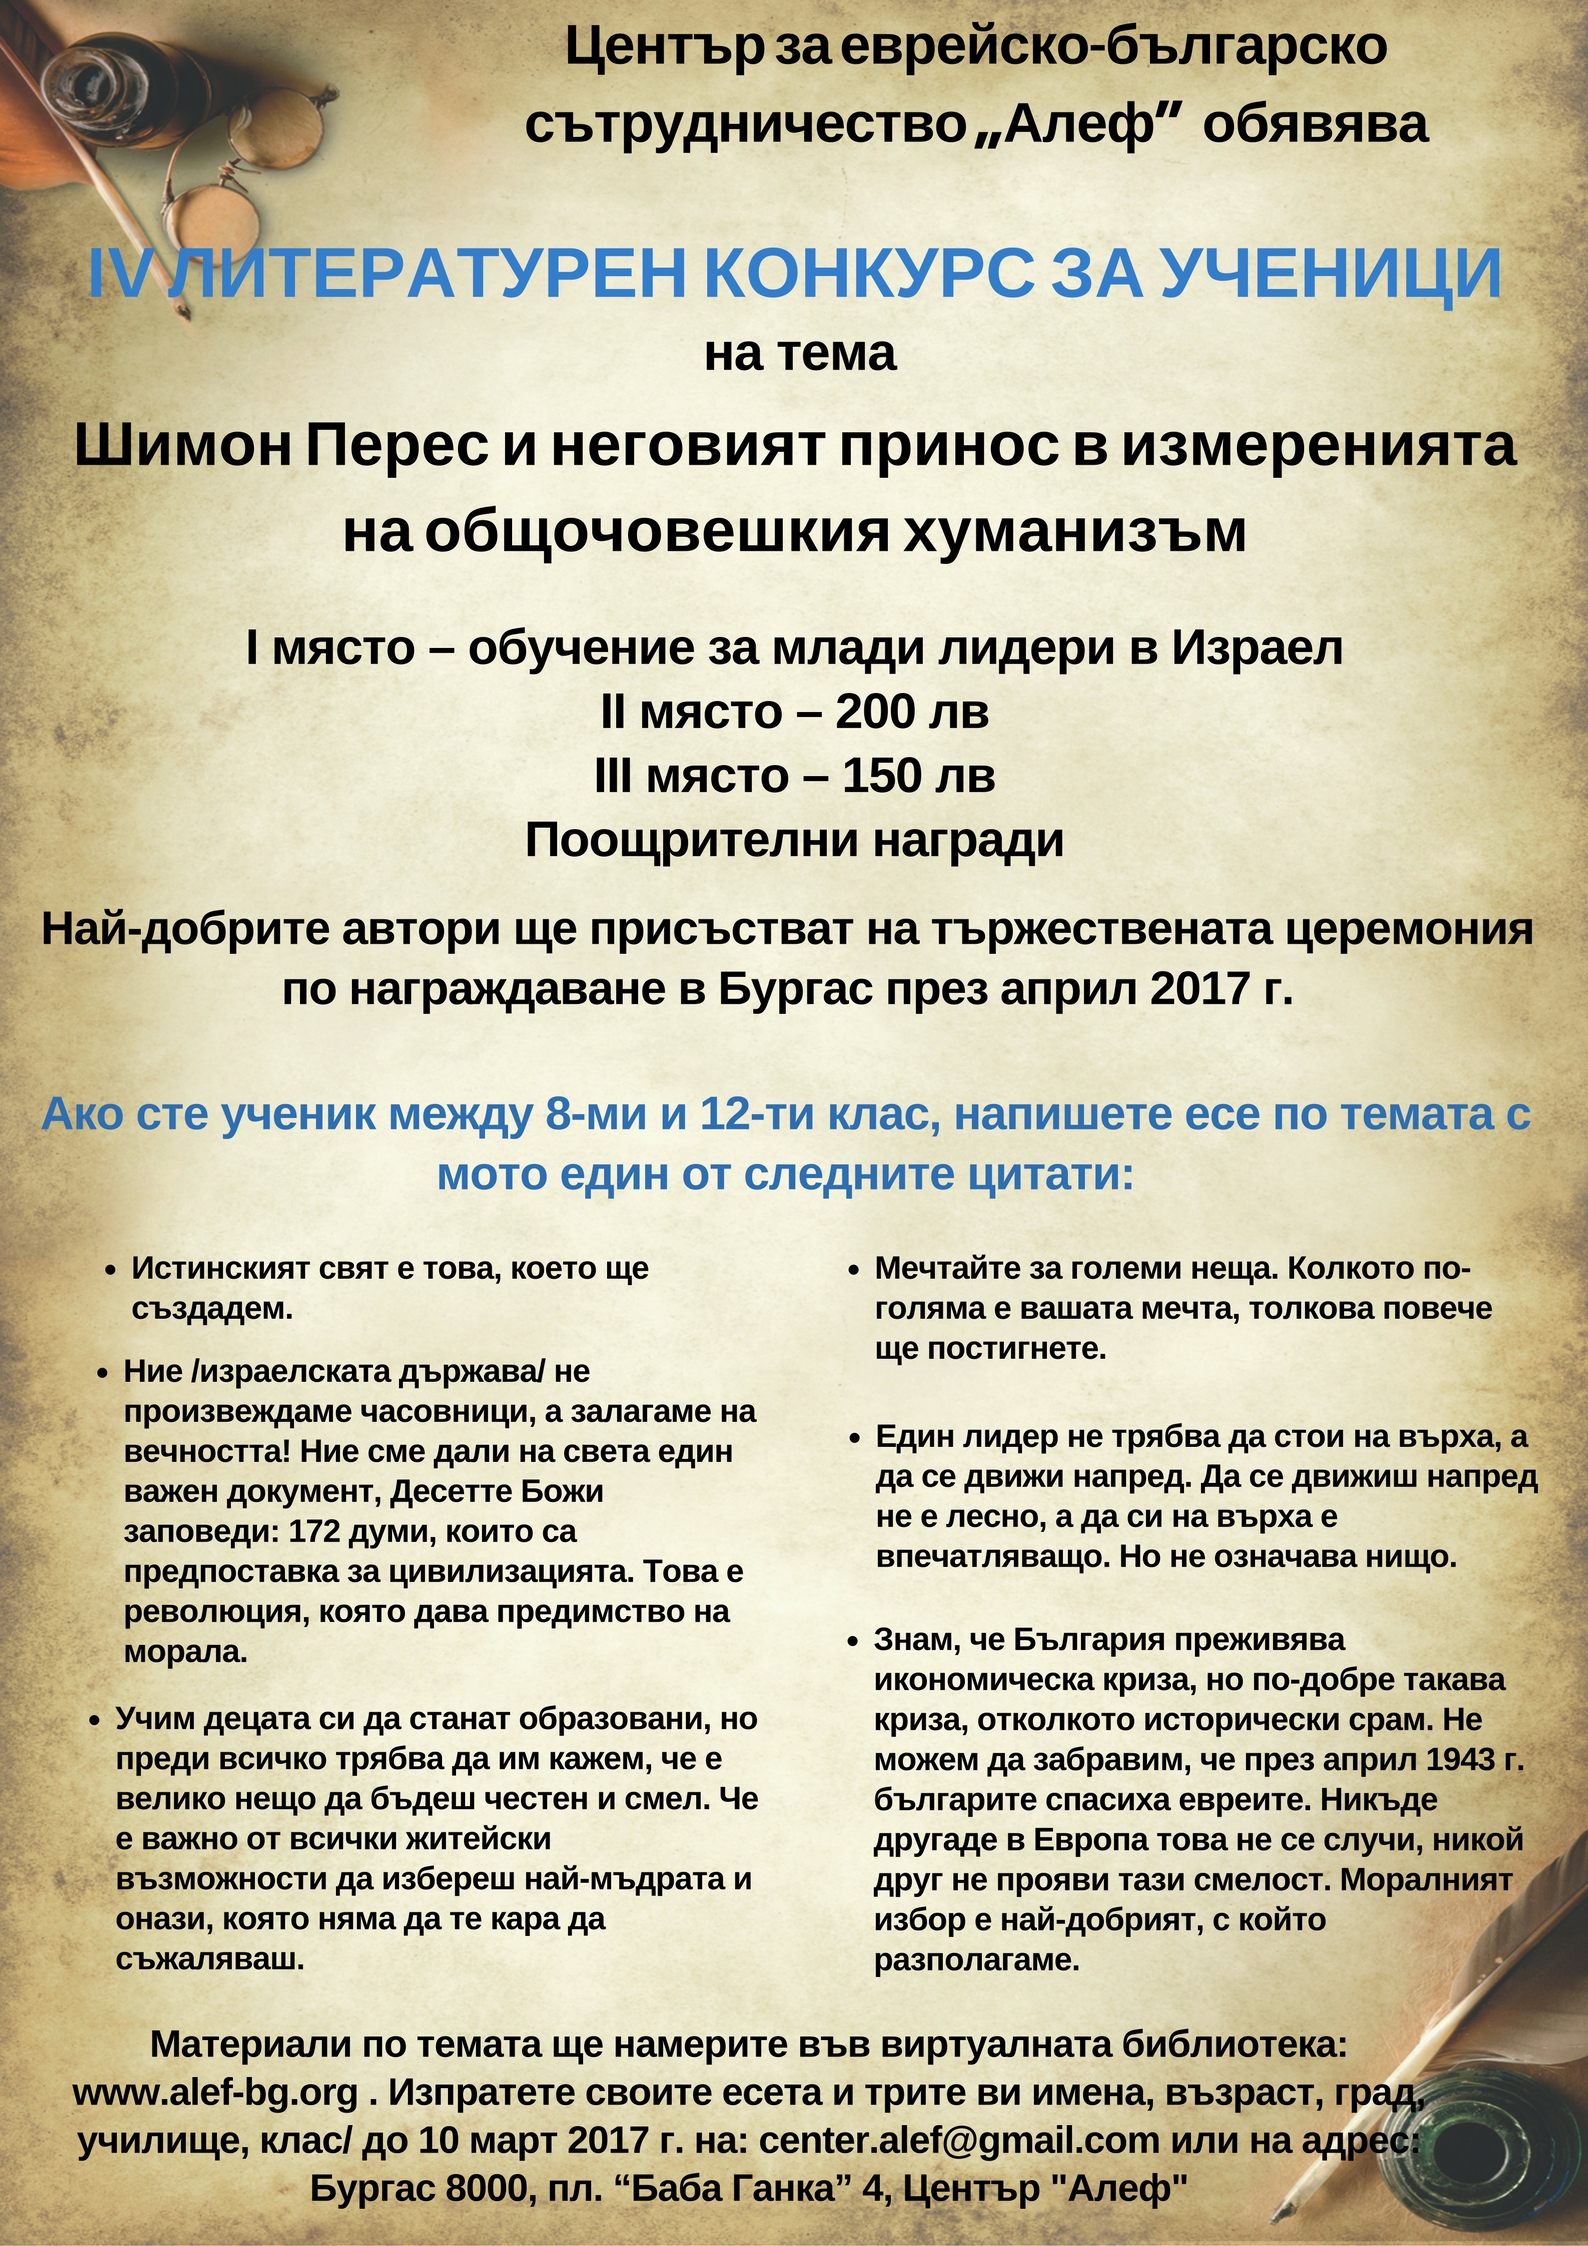 Център за еврейско-българско
сътрудничество „Алеф” обявява
IV ЛИТЕРАТУРЕН КОНКУРС ЗА УЧЕНИЦИ
на тема
Шимон Перес и неговият принос в измеренията
на общочовешкия хуманизъм
I място – обучение за млади лидери в Израел
II място – 200 лв
III място – 150 лв
Поощрителни награди
Най-добрите автори ще присъстват на тържествената церемония
по награждаване в Бургас през април 2017 г.
Ако сте ученик между 8-ми и 12-ти клас, напишете есе по темата с
мото един от следните цитати:
• Истинският свят е това, което ще
създадем.
• Ние /израелската държава/ не
произвеждаме часовници, а залагаме на
вечността! Ние сме дали на света един
важен документ, Десетте Божи
заповеди: 172 думи, които са
предпоставка за цивилизацията. Това е
революция, която дава предимство на
морала.
• Учим децата си да станат образовани, но
преди всичко трябва да им кажем, че е
велико нещо да бъдеш честен и смел. Че
е важно от всички житейски
възможности да избереш най-мъдрата и
онази, която няма да те кара да
съжаляваш.
• Мечтайте за големи неща. Колкото по-
голяма е вашата мечта, толкова повече
ще постигнете.
• Един лидер не трябва да стои на върха, а
да се движи напред. Да се движиш напред
не е лесно, а да си на върха е
впечатляващо. Но не означава нищо.
• Знам, че България преживява
икономическа криза, но по-добре такава
криза, отколкото исторически срам. Не
можем да забравим, че през април 1943 г.
българите спасиха евреите. Никъде
другаде в Европа това не се случи, никой
друг не прояви тази смелост. Моралният
избор е най-добрият, с който
разполагаме.
Материали по темата ще намерите във виртуалната библиотека:
www.alef-bg.org . Изпратете своите есета и трите ви имена, възраст, град,
училище, клас/ до 10 март 2017 г. на: center.alef@gmail.com или на адрес:
Бургас 8000, пл. “Баба Ганка” 4, Център "Алеф"